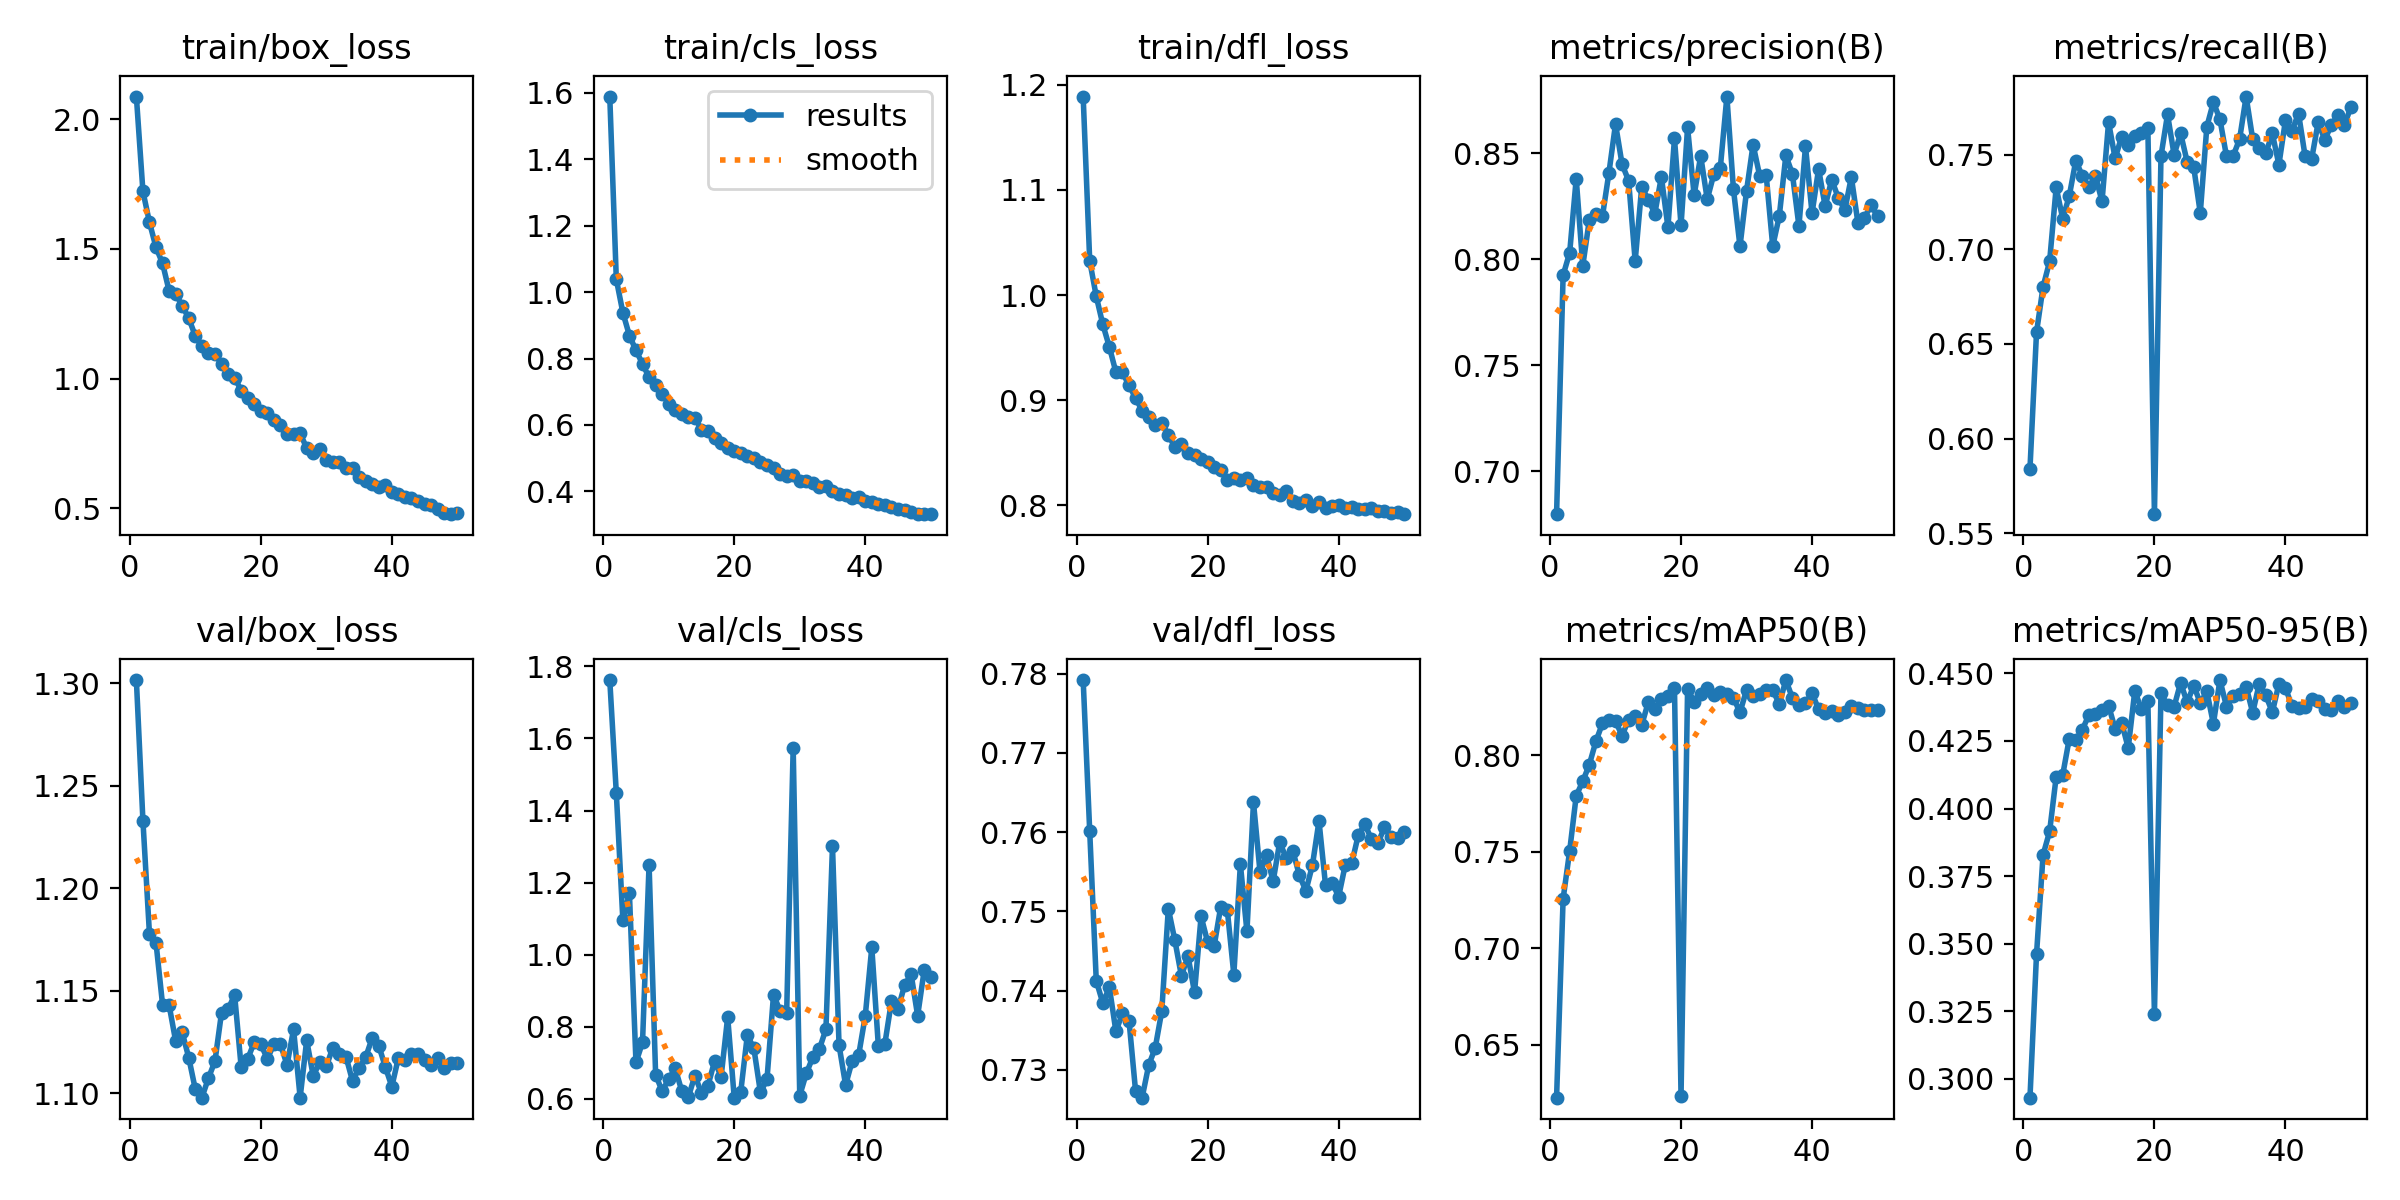 train/box_loss
2.0
1.5
1.0
0.5
0 20 40
train/cls_loss
1.6
1.4
1.2
1.0
0.8
0.6
0.4
0 20 40
results
smooth
train/dfl_loss
1.2
1.1
1.0
0.9
0.8
0 20 40
metrics/precision(B)
0.85
0.80
0.75
0.70
0 20 40
metrics/recall(B)
0.75
0.70
0.65
0.60
0.55
0 20 40
val/box_loss
1.30
1.25
1.20
1.15
1.10
0 20 40
val/cls_loss
1.8
1.6
1.4
1.2
1.0
0.8
0.6
0 20 40
val/dfl_loss
0.78
0.77
0.76
0.75
0.74
0.73
0 20 40
metrics/mAP50(B)
0.80
0.75
0.70
0.65
0 20 40
metrics/mAP50-95(B)
0.450
0.425
0.400
0.375
0.350
0.325
0.300
0 20 40